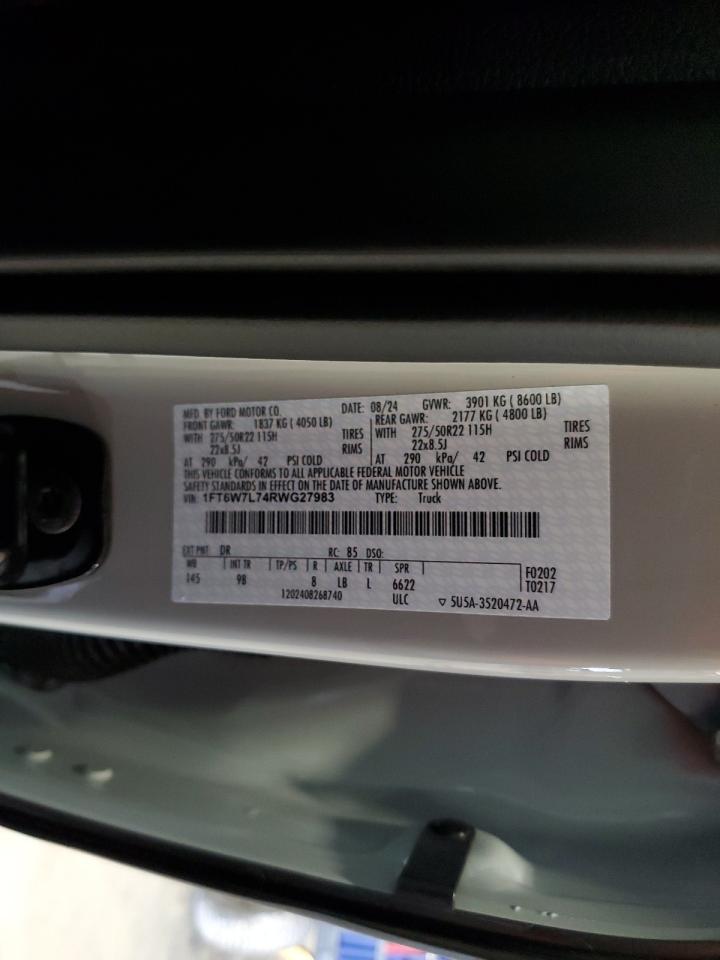 MFD. BY FORD MOTOR CO. DATE: 08/24 GVWR: 3901 KG ( 8600 LB)
FRONT GAWR: 1837 KG ( 4050 LB) REAR GAWR: 2177 KG ( 4800 LB)
WITH 275/50R22 115H TIRES WITH 275/50R22 115H TIRES
22x8.5J RIMS 22x8.5J RIMS
AT 290 kPa/ 42 PSI COLD AT 290 kPa/ 42 PSI COLD
THIS VEHICLE CONFORMS TO ALL APPLICABLE FEDERAL MOTOR VEHICLE
SAFETY STANDARDS IN EFFECT ON THE DATE OF MANUFACTURE SHOWN ABOVE.
VIN: 1FT6W7L74RWG27983 TYPE: Truck
EXT PNT: DR RC: 85 DSO:
WB INT TR TP/PS R AXLE TR SPR F0202
145 9B 8 LB L 6622 T0217
1202408268740 ULC ▽ 5U5A-3520472-AA